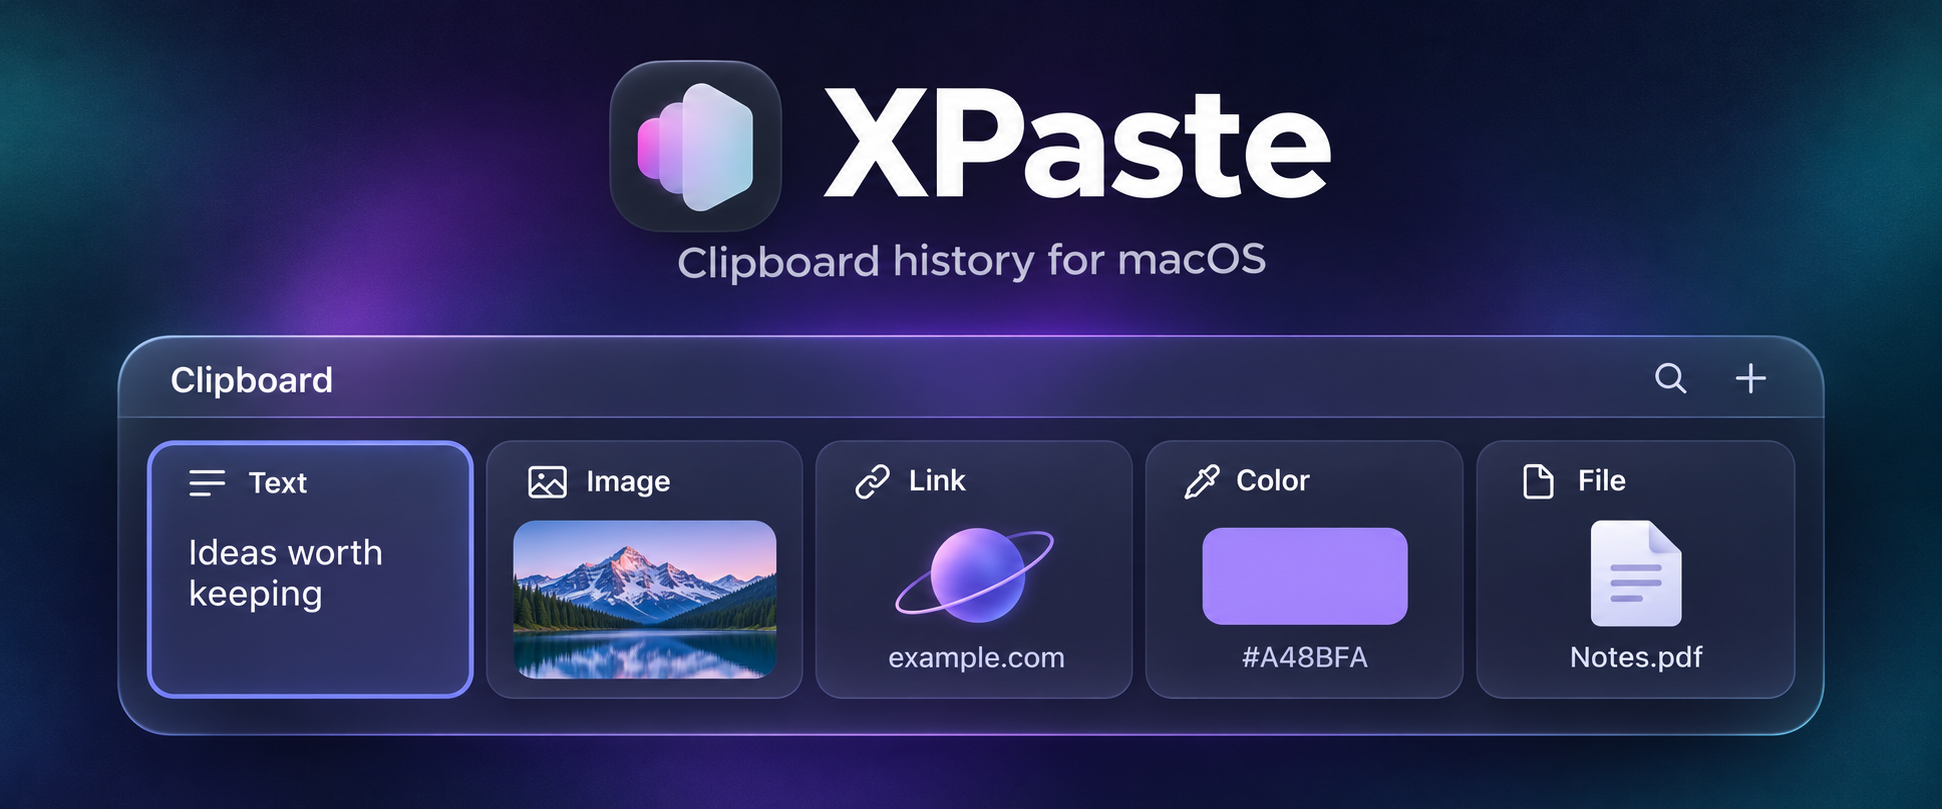 XPaste
Clipboard history for macOS
Clipboard
Text
Ideas worth
keeping
Image
Link
example.com
Color
#A48BFA
File
Notes.pdf